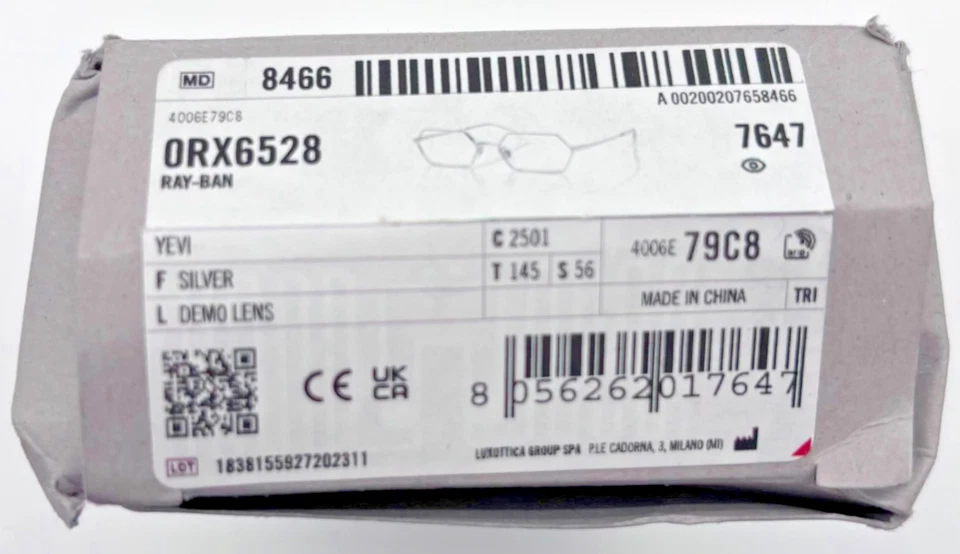 MD 8466
A 00200207658466
4006E79C8
0RX6528
RAY-BAN
7647
YEVI
C 2501
4006E 79C8
F SILVER
T 145 S 56
L DEMO LENS
MADE IN CHINA TRI
CE UK CA
8 056262 017647
LUXOTTICA GROUP SPA P.LE CADORNA, 3, MILANO (MI)
LOT 1838155927202311